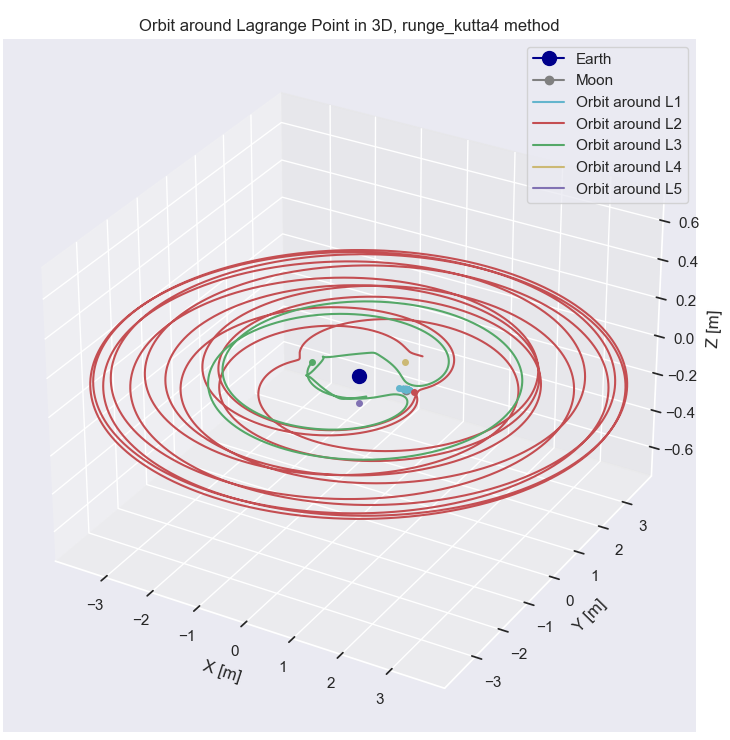 Orbit around Lagrange Point in 3D, runge_kutta4 method
Earth
Moon
Orbit around L1
Orbit around L2
Orbit around L3
Orbit around L4
Orbit around L5
0.6
0.4
0.2
0.0
−0.2
−0.4
−0.6
Z [m]
3
2
1
0
−1
−2
−3
Y [m]
−3
−2
−1
0
1
2
3
X [m]